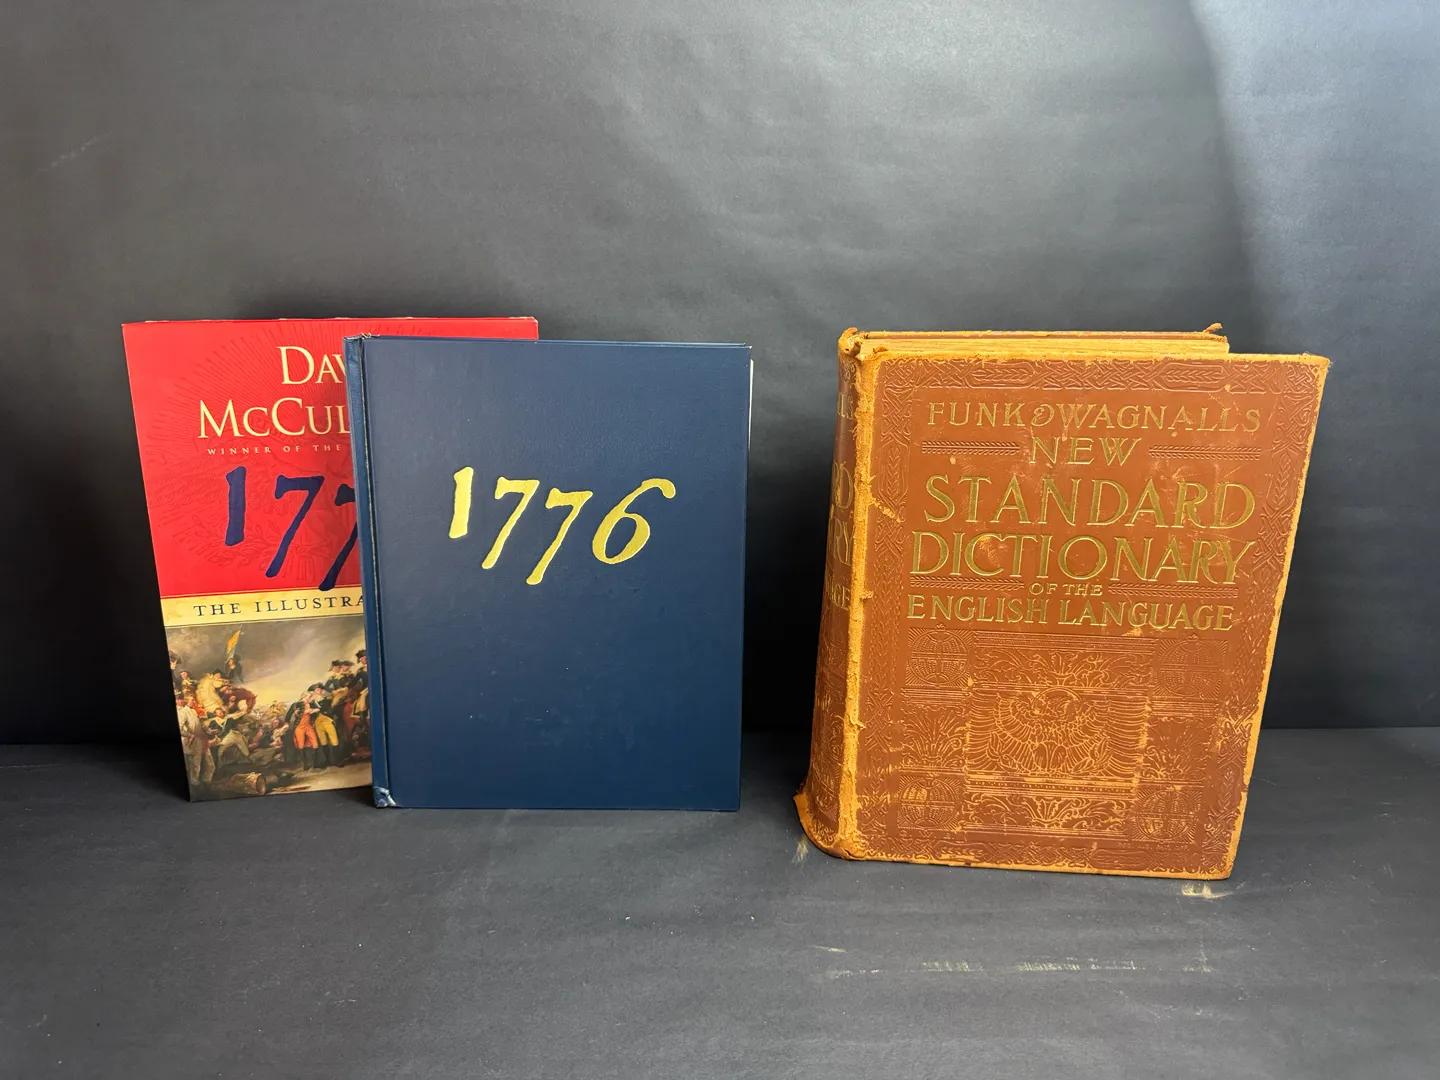 DAV
MCCUL
WINNER OF THE
177
THE ILLUSTRA
1776
FUNK & WAGNALLS
NEW
STANDARD
DICTIONARY
OF THE
ENGLISH LANGUAGE